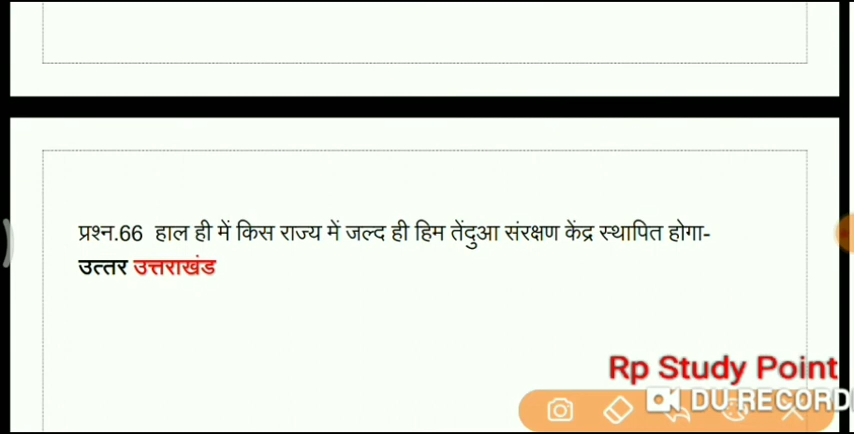 प्रश्न.66 हाल ही में किस राज्य में जल्द ही हिम तेंदुआ संरक्षण केंद्र स्थापित होगा-
उत्तर उत्तराखंड
Rp Study Point
DU RECORD